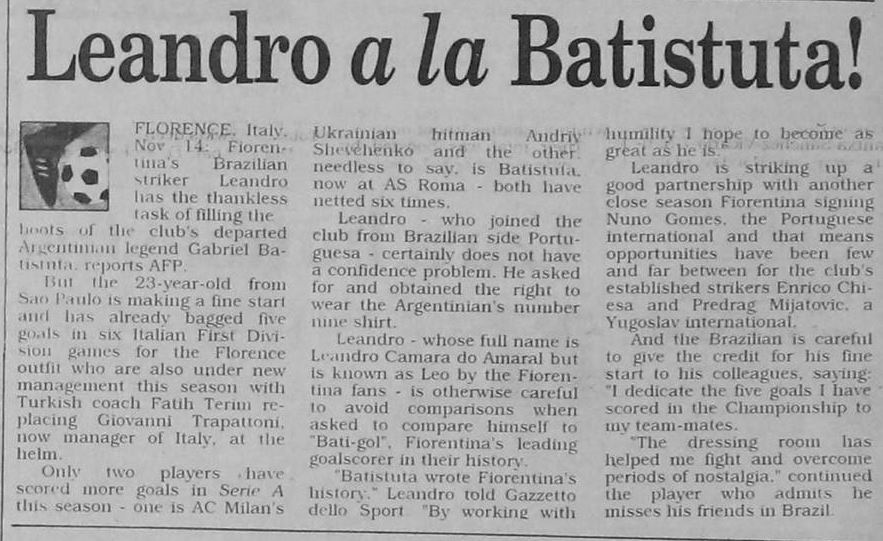 Leandro a la Batistuta!
FLORENCE, Italy,
Nov 14: Fioren-
tina's Brazilian
striker Leandro
has the thankless
task of filling the
boots of the club's departed
Argentinian legend Gabriel Ba-
tistuta, reports AFP.
But the 23-year-old from
Sao Paulo is making a fine start
and has already bagged five
goals in six Italian First Divi-
sion games for the Florence
outfit who are also under new
management this season with
Turkish coach Fatih Terim re-
placing Giovanni Trapattoni,
now manager of Italy, at the
helm.
Only two players have
scored more goals in Serie A
this season - one is AC Milan's
Ukrainian hitman Andriy
Shevchenko and the other,
needless to say, is Batistuta,
now at AS Roma - both have
netted six times.
Leandro - who joined the
club from Brazilian side Portu-
guesa - certainly does not have
a confidence problem. He asked
for and obtained the right to
wear the Argentinian's number
nine shirt.
Leandro - whose full name is
Leandro Camara do Amaral but
is known as Leo by the Fioren-
tina fans - is otherwise careful
to avoid comparisons when
asked to compare himself to
"Bati-gol", Fiorentina's leading
goalscorer in their history.
"Batistuta wrote Fiorentina's
history," Leandro told Gazzetto
dello Sport "By working with
humility I hope to become as
great as he is."
Leandro is striking up a
good partnership with another
close season Fiorentina signing
Nuno Gomes, the Portuguese
international and that means
opportunities have been few
and far between for the club's
established strikers Enrico Chi-
esa and Predrag Mijatovic, a
Yugoslav international.
And the Brazilian is careful
to give the credit for his fine
start to his colleagues, saying:
"I dedicate the five goals I have
scored in the Championship to
my team-mates.
"The dressing room has
helped me fight and overcome
periods of nostalgia," continued
the player who admits he
misses his friends in Brazil.